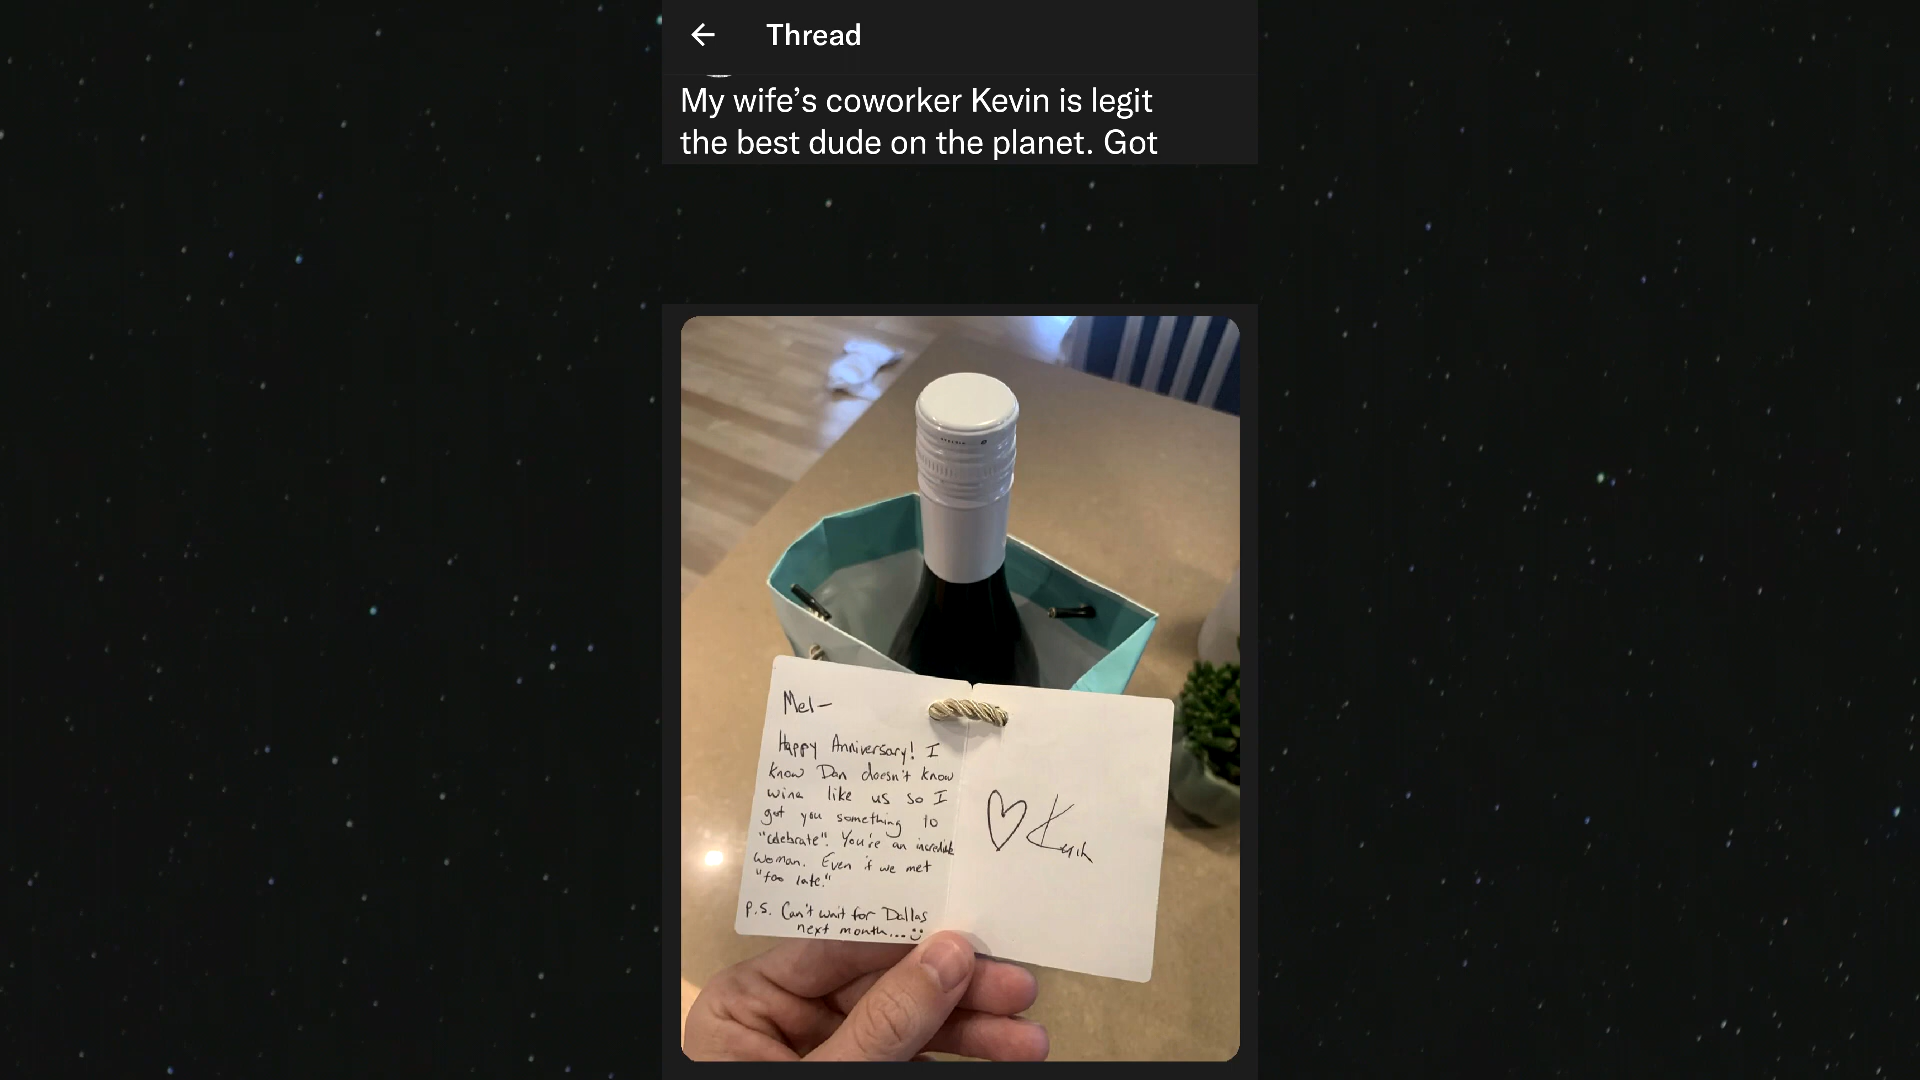 Thread
My wife’s coworker Kevin is legit
the best dude on the planet. Got
Mel—
Happy Anniversary! I
know Dan doesn't know
wine like us so I
got you something to
"celebrate". You're an incredible
woman. Even if we met
"too late."
P.S. Can't wait for Dallas
next month... :)
♡ Kevin